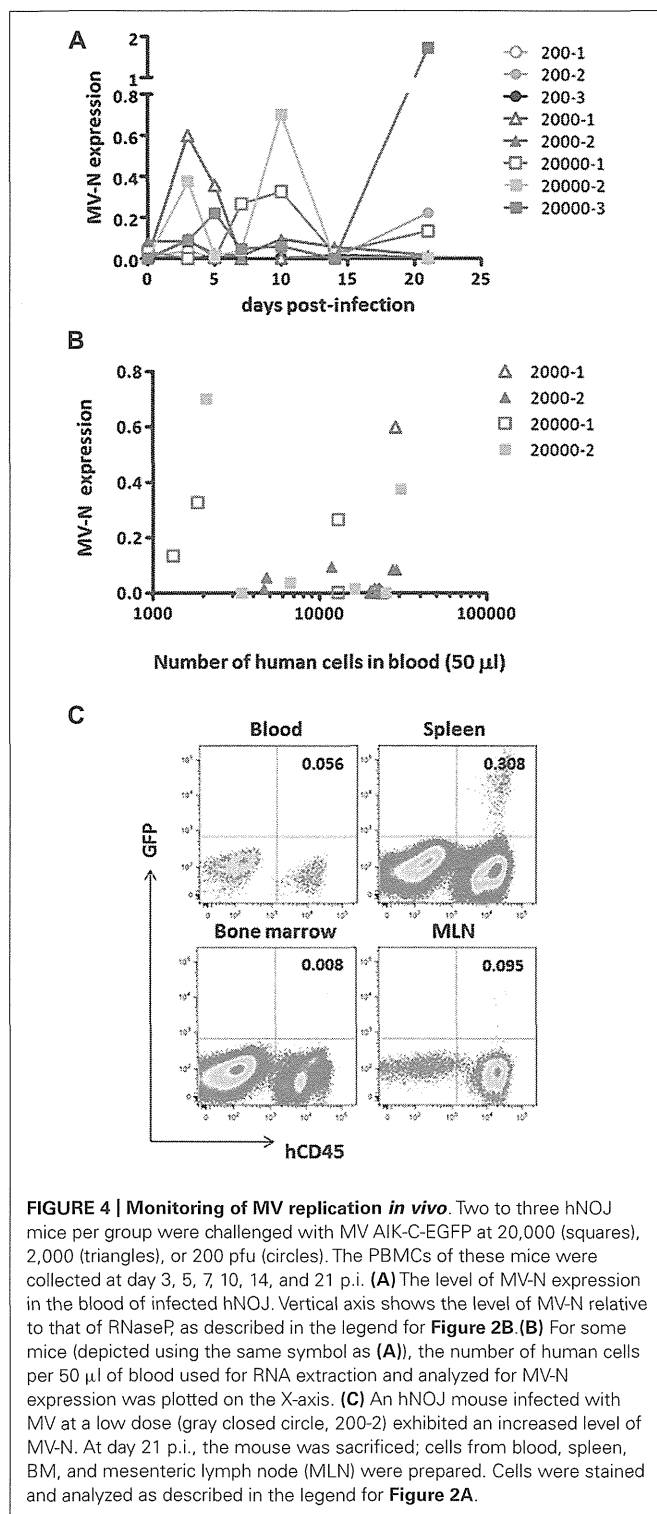 A
MV-N expression
2
1
0.8
0.6
0.4
0.2
0.0
0 5 10 15 20 25
days post-infection
200-1
200-2
200-3
2000-1
2000-2
20000-1
20000-2
20000-3
B
MV-N expression
0.8
0.6
0.4
0.2
0.0
1000 10000 100000
Number of human cells in blood (50 μl)
2000-1
2000-2
20000-1
20000-2
C
Blood Spleen
0.056 0.308
Bone marrow MLN
0.008 0.095
GFP
hCD45
FIGURE 4 | Monitoring of MV replication in vivo. Two to three hNOJ
mice per group were challenged with MV AIK-C-EGFP at 20,000 (squares),
2,000 (triangles), or 200 pfu (circles). The PBMCs of these mice were
collected at day 3, 5, 7, 10, 14, and 21 p.i. (A) The level of MV-N expression
in the blood of infected hNOJ. Vertical axis shows the level of MV-N relative
to that of RNaseP, as described in the legend for Figure 2B.(B) For some
mice (depicted using the same symbol as (A)), the number of human cells
per 50 μl of blood used for RNA extraction and analyzed for MV-N
expression was plotted on the X-axis. (C) An hNOJ mouse infected with
MV at a low dose (gray closed circle, 200-2) exhibited an increased level of
MV-N. At day 21 p.i., the mouse was sacrificed; cells from blood, spleen,
BM, and mesenteric lymph node (MLN) were prepared. Cells were stained
and analyzed as described in the legend for Figure 2A.